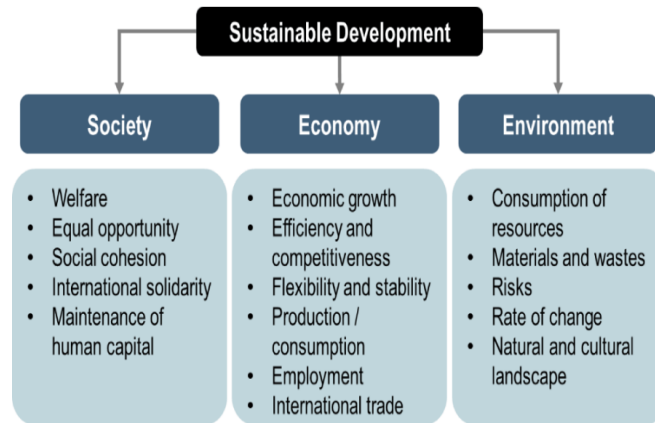 Sustainable Development
Society
Economy
Environment
• Welfare
• Equal opportunity
• Social cohesion
• International solidarity
• Maintenance of
human capital
• Economic growth
• Efficiency and
competitiveness
• Flexibility and stability
• Production /
consumption
• Employment
• International trade
• Consumption of
resources
• Materials and wastes
• Risks
• Rate of change
• Natural and cultural
landscape